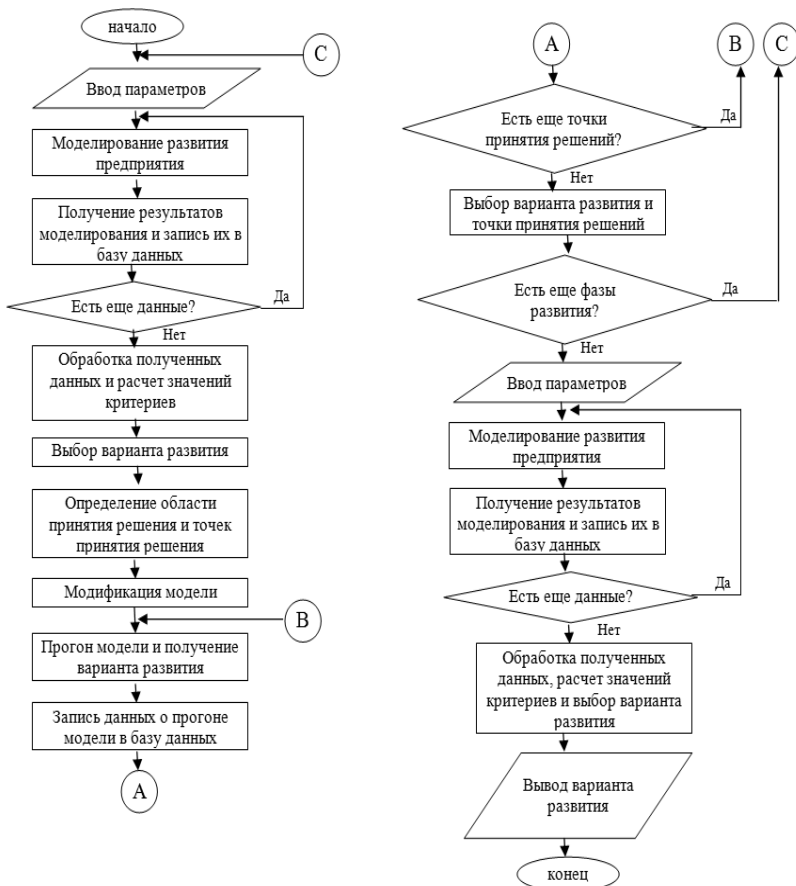 начало
C
Ввод параметров
Моделирование развития
предприятия
Получение результатов
моделирования и запись их в
базу данных
Есть еще данные?
Да
Нет
Обработка полученных
данных и расчет значений
критериев
Выбор варианта развития
Определение области
принятия решения и точек
принятия решения
Модификация модели
B
Прогон модели и получение
варианта развития
Запись данных о прогоне
модели в базу данных
A
A
B
C
Есть еще точки
принятия решений?
Да
Нет
Выбор варианта развития и
точки принятия решений
Есть еще фазы
развития?
Да
Нет
Ввод параметров
Моделирование развития
предприятия
Получение результатов
моделирования и запись их в
базу данных
Есть еще данные?
Да
Нет
Обработка полученных
данных, расчет значений
критериев и выбор варианта
развития
Вывод варианта
развития
конец